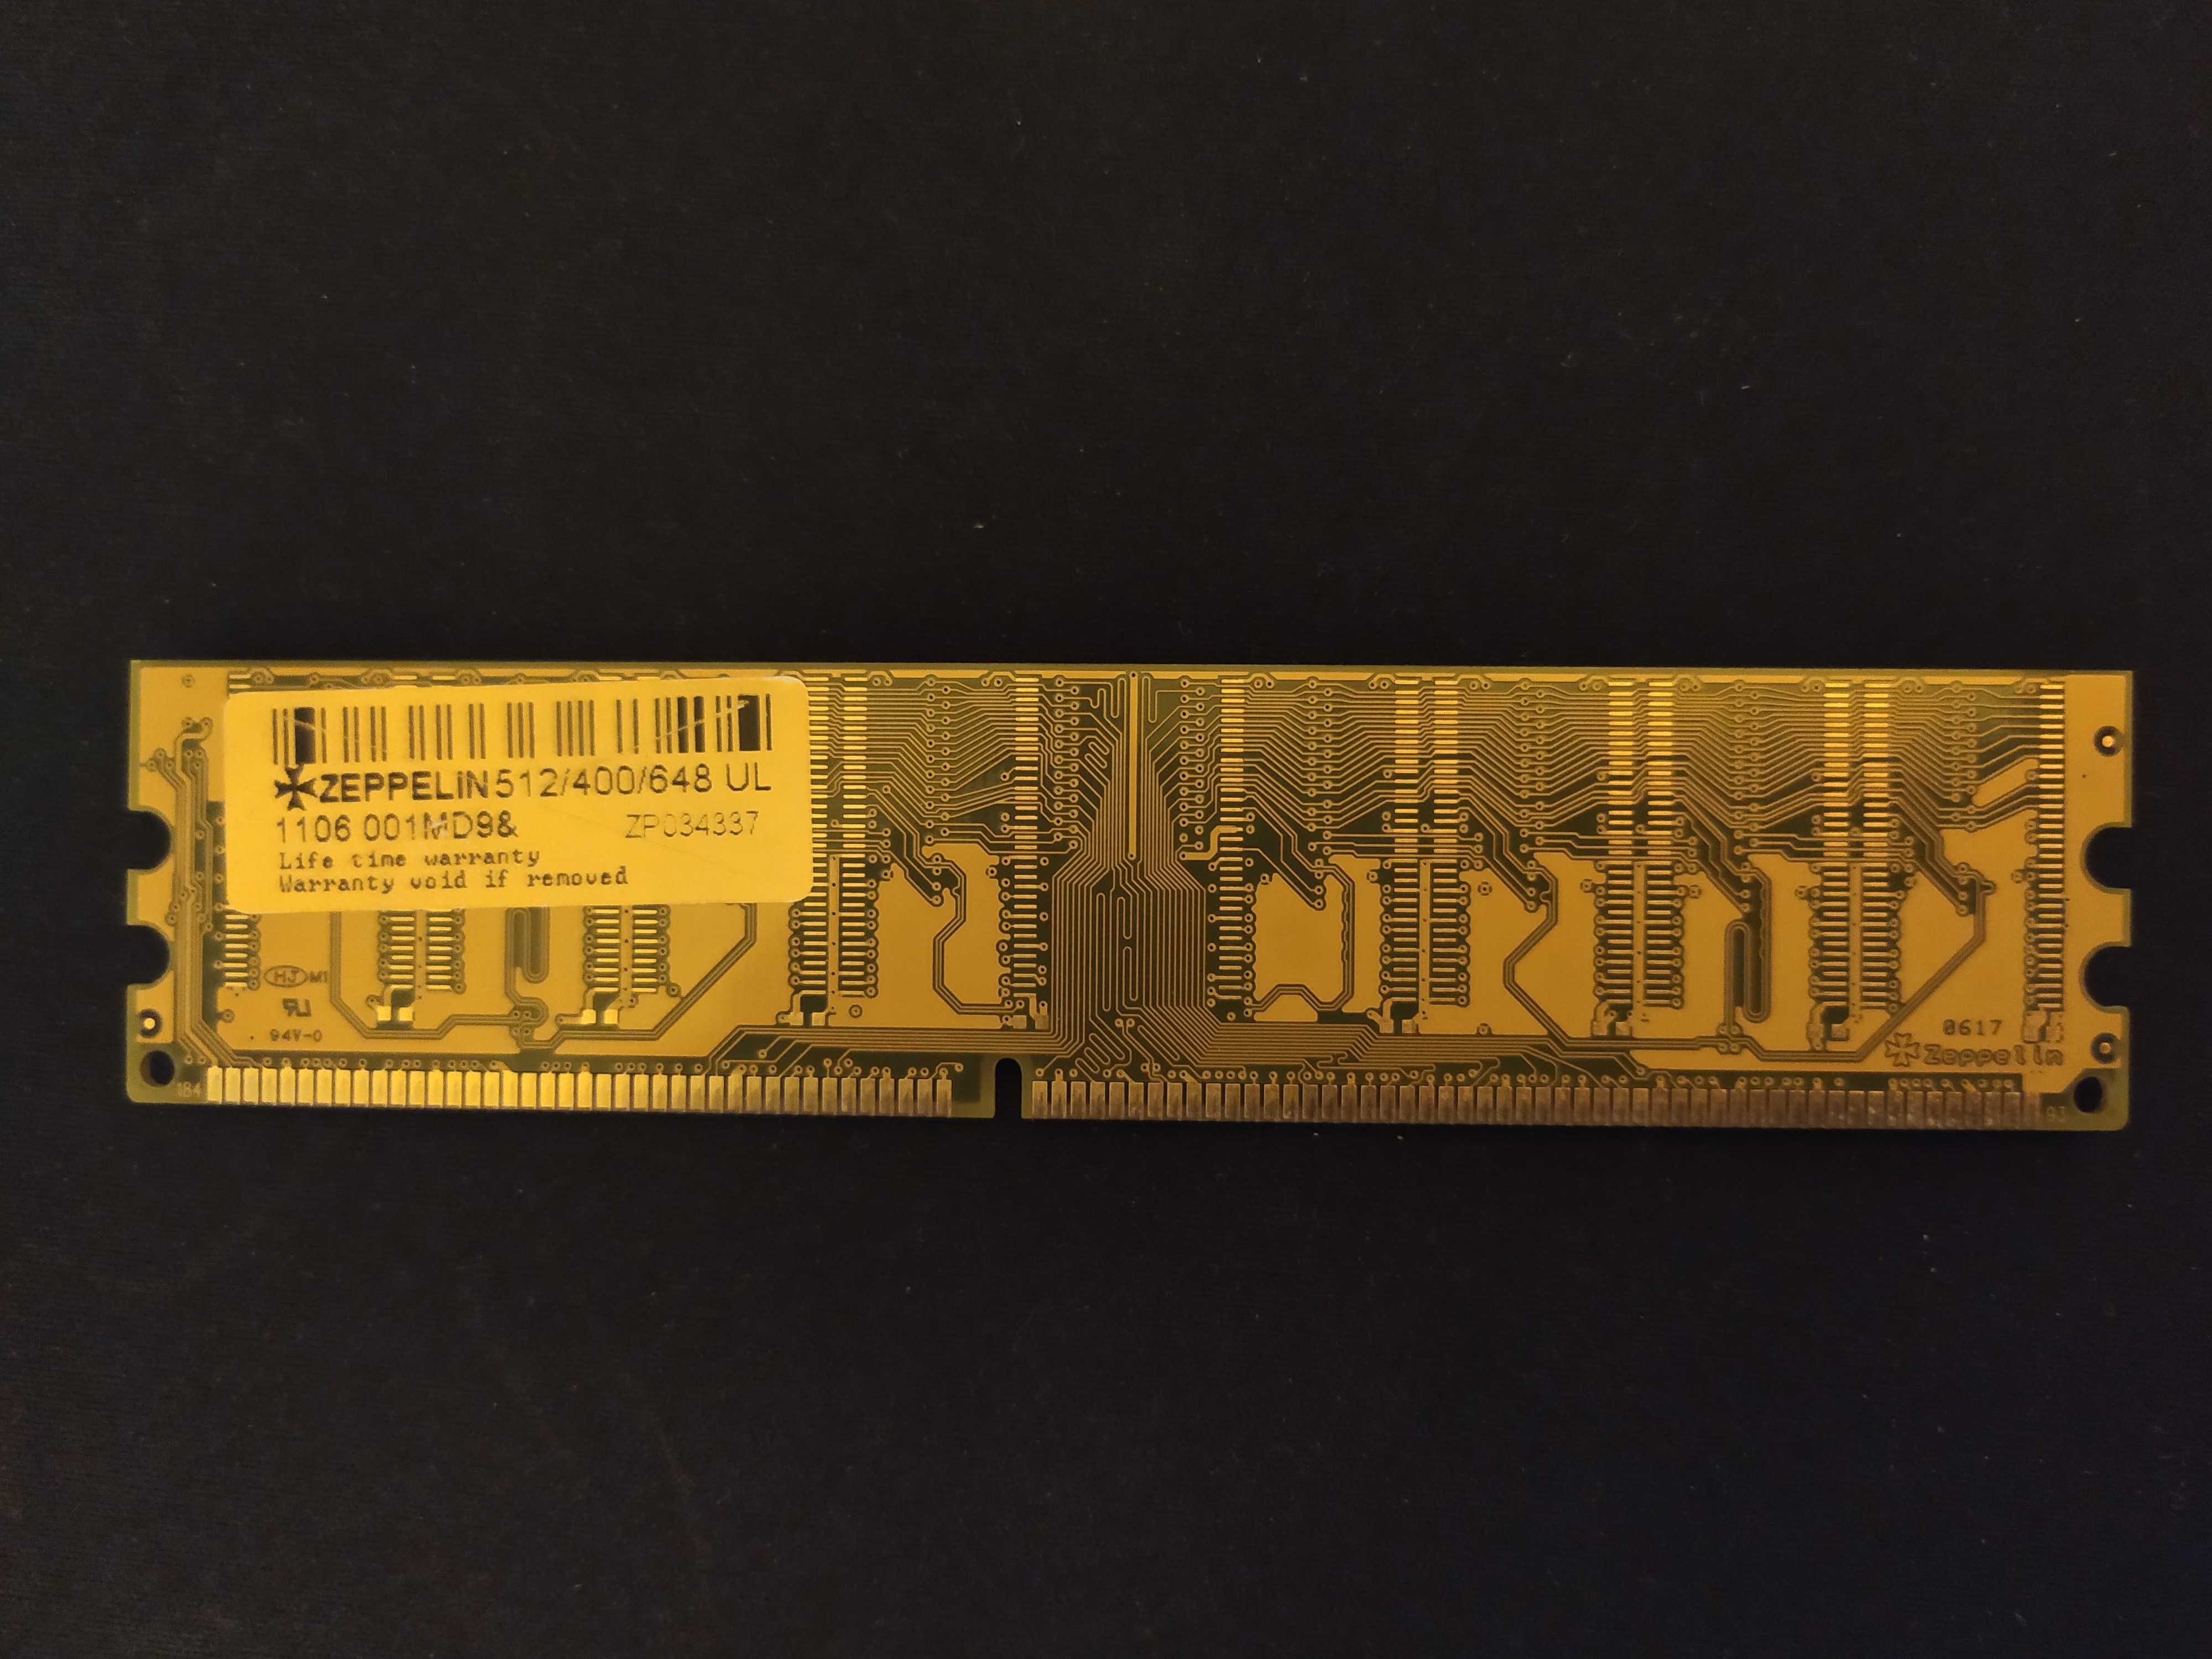 ZEPPELiN 512/400/648 UL
1106 001MD9& ZP034337
Life time warranty
Warranty void if removed
HJ M1
94V-0
0617
Zeppelin
184
93